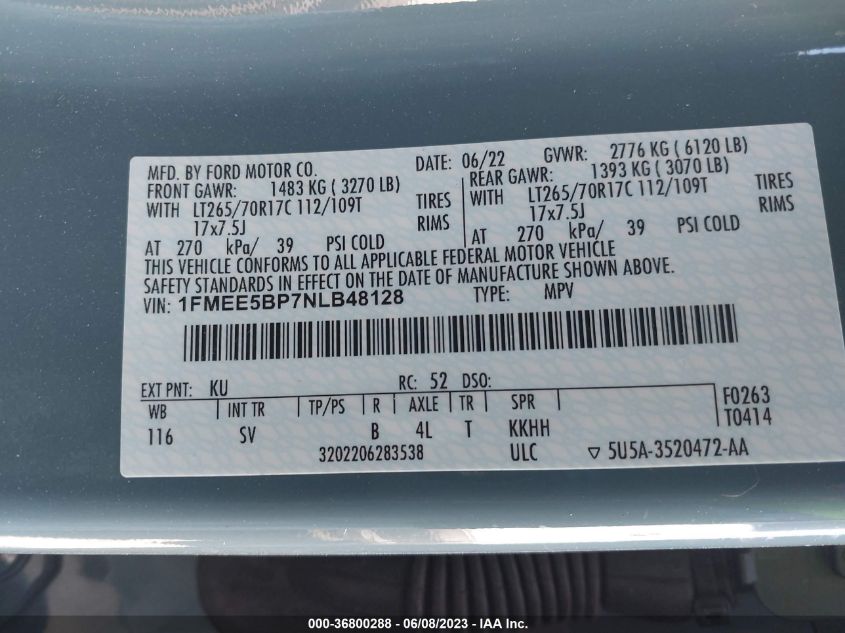 MFD. BY FORD MOTOR CO. DATE: 06/22 GVWR: 2776 KG ( 6120 LB)
FRONT GAWR: 1483 KG ( 3270 LB) REAR GAWR: 1393 KG ( 3070 LB)
WITH LT265/70R17C 112/109T TIRES WITH LT265/70R17C 112/109T TIRES
17x7.5J RIMS 17x7.5J RIMS
AT 270 kPa/ 39 PSI COLD AT 270 kPa/ 39 PSI COLD
THIS VEHICLE CONFORMS TO ALL APPLICABLE FEDERAL MOTOR VEHICLE
SAFETY STANDARDS IN EFFECT ON THE DATE OF MANUFACTURE SHOWN ABOVE.
VIN: 1FMEE5BP7NLB48128 TYPE: MPV
EXT PNT: KU RC: 52 DSO:
WB INT TR TP/PS R AXLE TR SPR F0263
116 SV B 4L T KKHH T0414
3202206283538 ULC ▽ 5U5A-3520472-AA
000-36800288 - 06/08/2023 - IAA Inc.